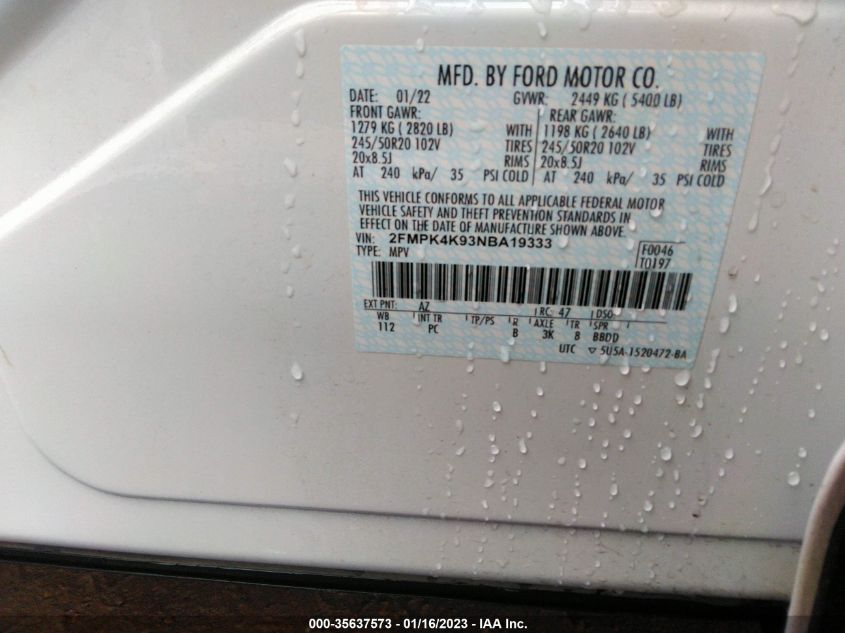 MFD. BY FORD MOTOR CO.
DATE: 01/22 GVWR: 2449 KG ( 5400 LB)
FRONT GAWR: REAR GAWR:
1279 KG ( 2820 LB) WITH 1198 KG ( 2640 LB) WITH
245/50R20 102V TIRES 245/50R20 102V TIRES
20x8.5J RIMS 20x8.5J RIMS
AT 240 kPa/ 35 PSI COLD AT 240 kPa/ 35 PSI COLD
THIS VEHICLE CONFORMS TO ALL APPLICABLE FEDERAL MOTOR
VEHICLE SAFETY AND THEFT PREVENTION STANDARDS IN
EFFECT ON THE DATE OF MANUFACTURE SHOWN ABOVE.
VIN: 2FMPK4K93NBA19333 F0046
TYPE: MPV T0197
EXT PNT: AZ RC: 47 DSO:
WB INT TR TP/PS R AXLE TR SPR
112 PC B 3K 8 BBDD
UTC ▽ 5U5A-1520472-BA
000-35637573 - 01/16/2023 - IAA Inc.